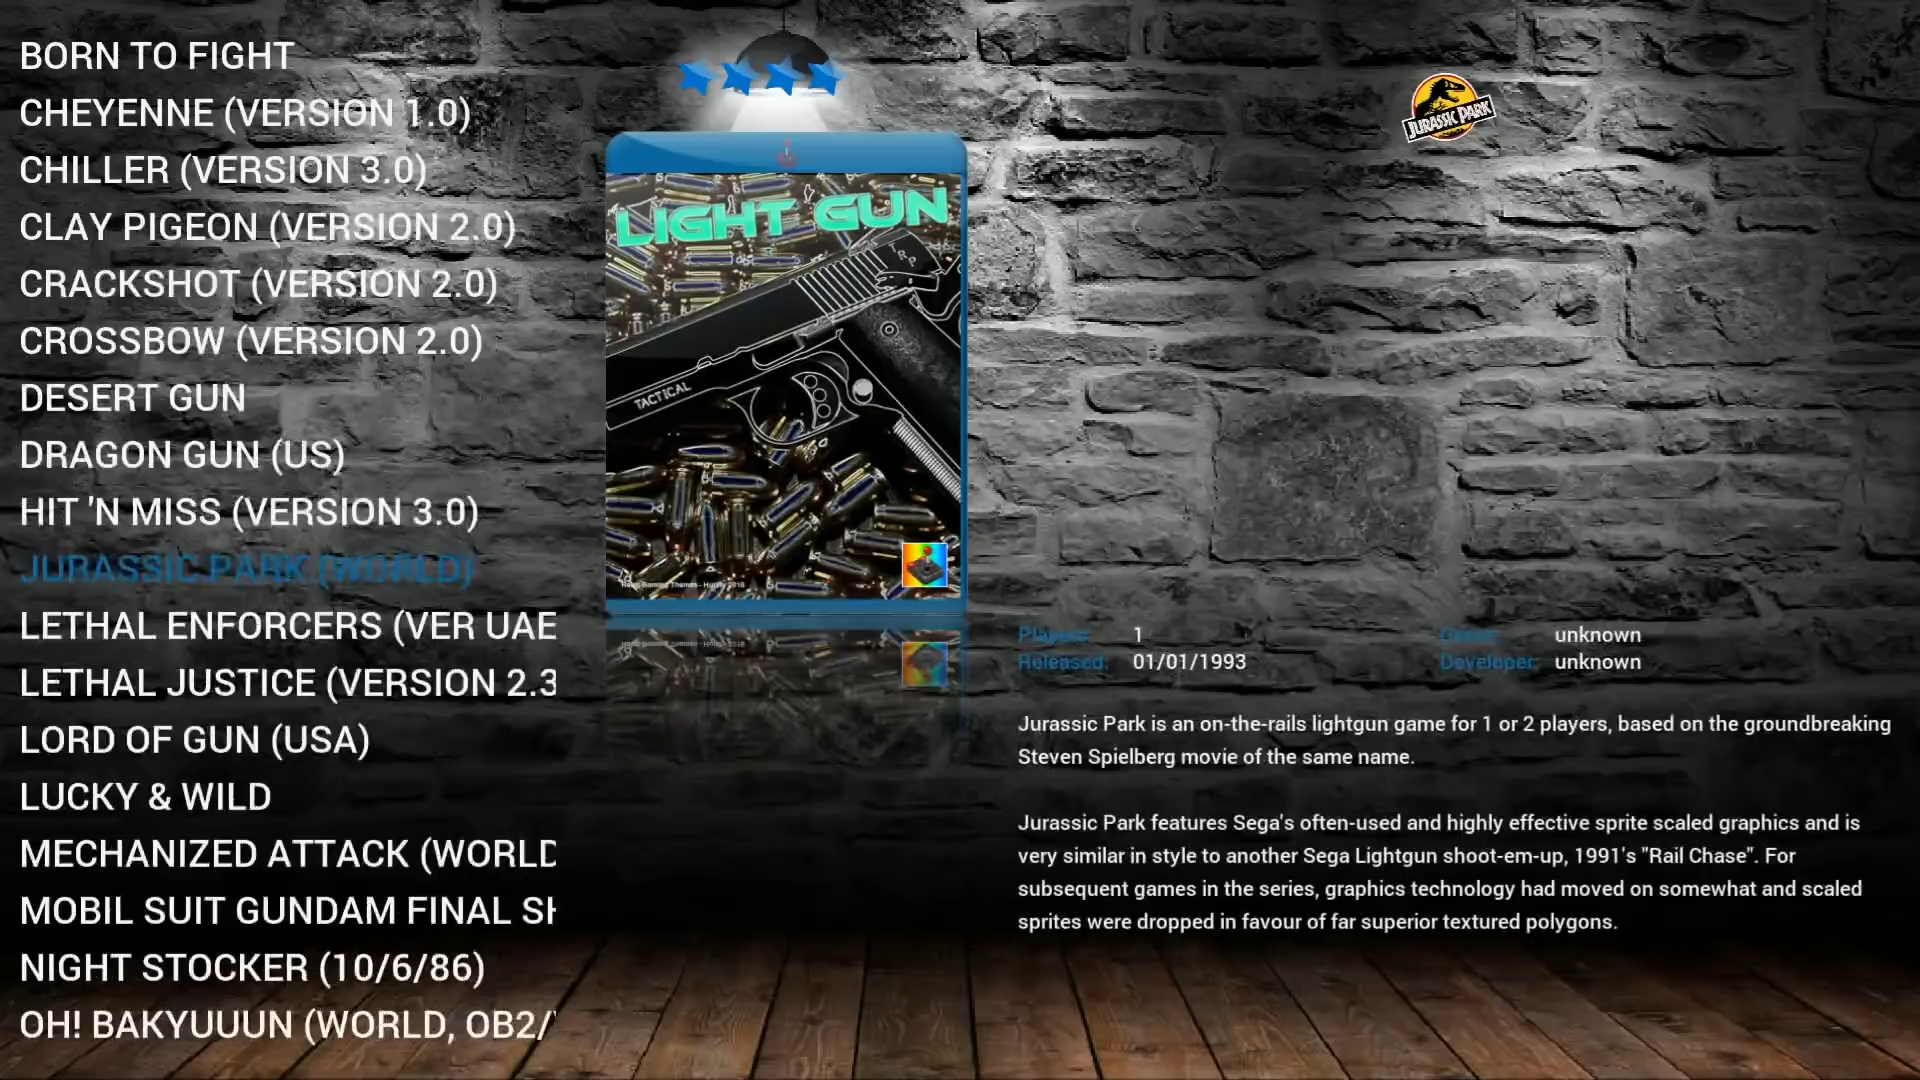 BORN TO FIGHT
CHEYENNE (VERSION 1.0)
CHILLER (VERSION 3.0)
CLAY PIGEON (VERSION 2.0)
CRACKSHOT (VERSION 2.0)
CROSSBOW (VERSION 2.0)
DESERT GUN
DRAGON GUN (US)
HIT 'N MISS (VERSION 3.0)
JURASSIC PARK (WORLD)
LETHAL ENFORCERS (VER UAE
LETHAL JUSTICE (VERSION 2.3
LORD OF GUN (USA)
LUCKY & WILD
MECHANIZED ATTACK (WORLD
MOBIL SUIT GUNDAM FINAL SH
NIGHT STOCKER (10/6/86)
OH! BAKYUUUN (WORLD, OB2/
LIGHT GUN
TRP
TACTICAL
JURASSIC PARK
Players: 1
Released: 01/01/1993
unknown
Developer: unknown
Jurassic Park is an on-the-rails lightgun game for 1 or 2 players, based on the groundbreaking
Steven Spielberg movie of the same name.
Jurassic Park features Sega's often-used and highly effective sprite scaled graphics and is
very similar in style to another Sega Lightgun shoot-em-up, 1991's "Rail Chase". For
subsequent games in the series, graphics technology had moved on somewhat and scaled
sprites were dropped in favour of far superior textured polygons.